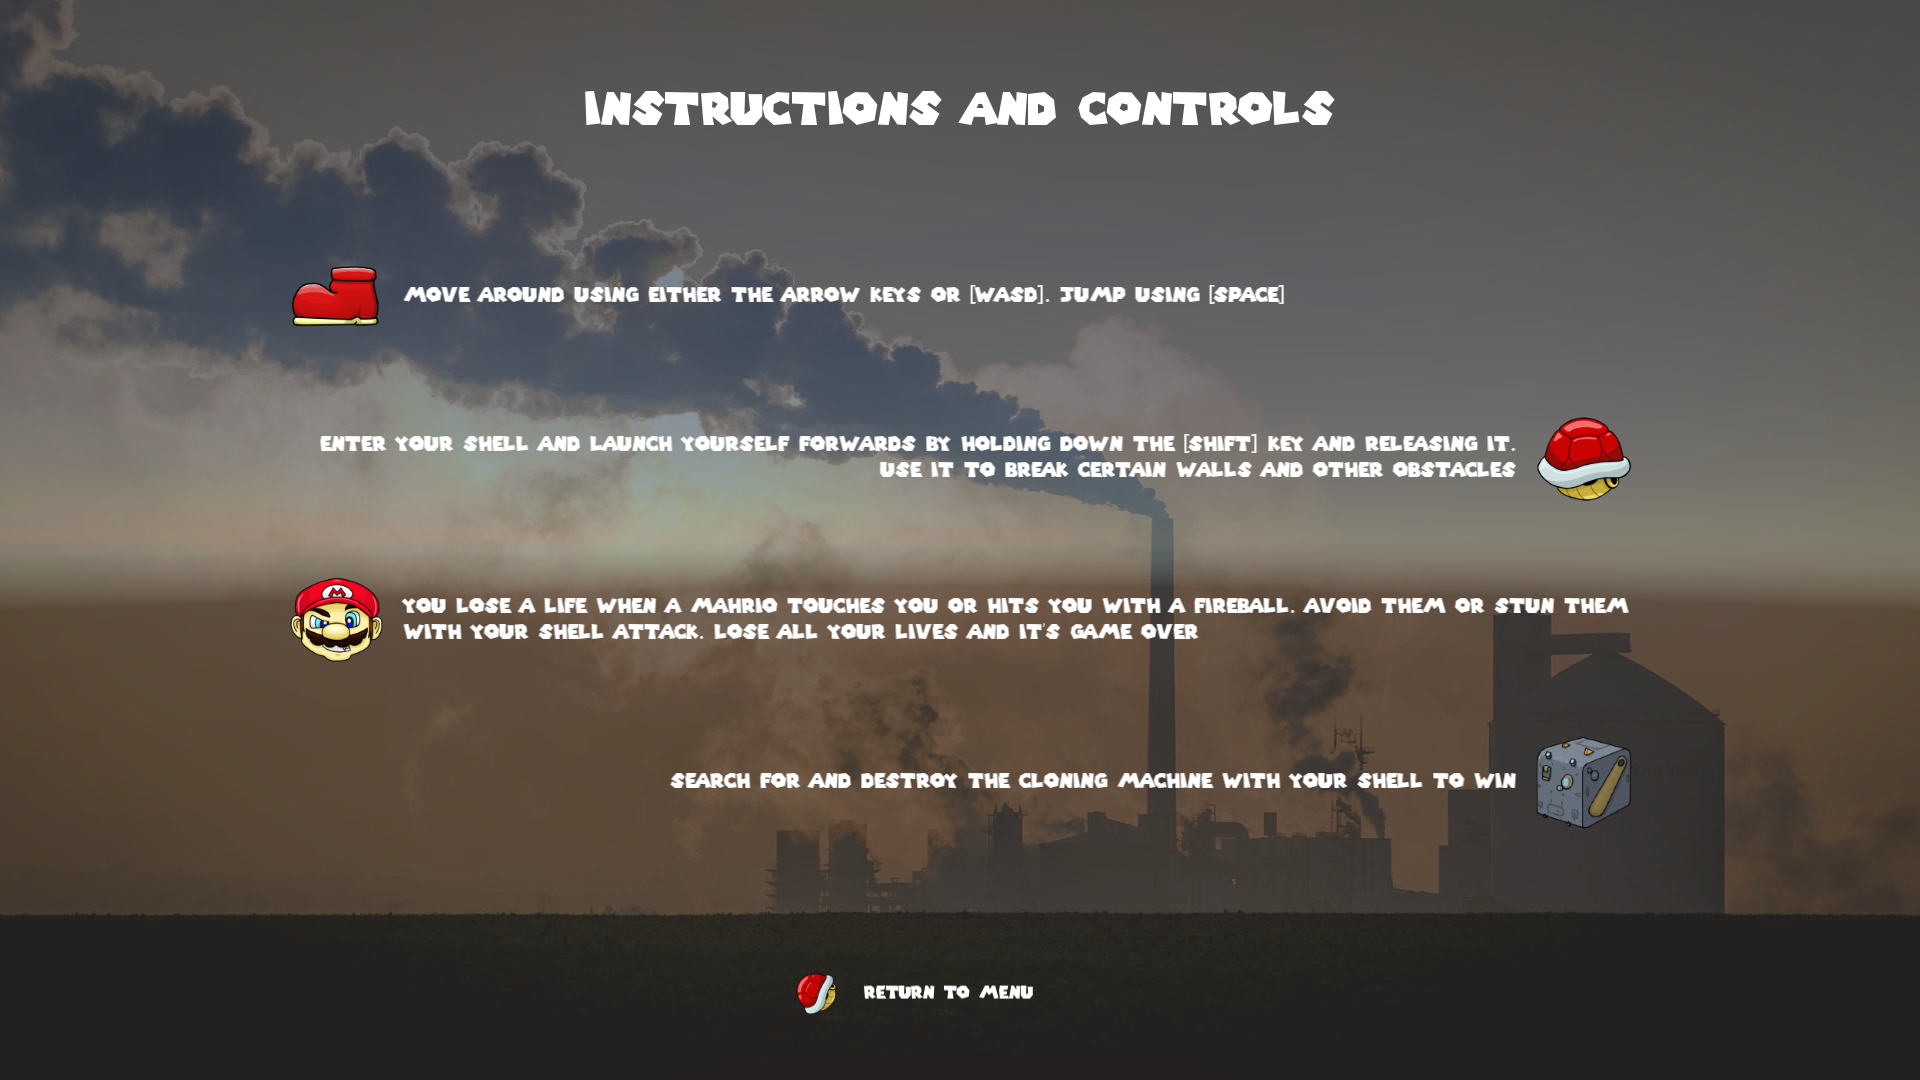 INSTRUCTIONS AND CONTROLS
MOVE AROUND USING EITHER THE ARROW KEYS OR [WASD]. JUMP USING [SPACE]
ENTER YOUR SHELL AND LAUNCH YOURSELF FORWARDS BY HOLDING DOWN THE [SHIFT] KEY AND RELEASING IT.
USE IT TO BREAK CERTAIN WALLS AND OTHER OBSTACLES
M
YOU LOSE A LIFE WHEN A MAHRIO TOUCHES YOU OR HITS YOU WITH A FIREBALL. AVOID THEM OR STUN THEM
WITH YOUR SHELL ATTACK. LOSE ALL YOUR LIVES AND IT'S GAME OVER
SEARCH FOR AND DESTROY THE CLONING MACHINE WITH YOUR SHELL TO WIN
RETURN TO MENU